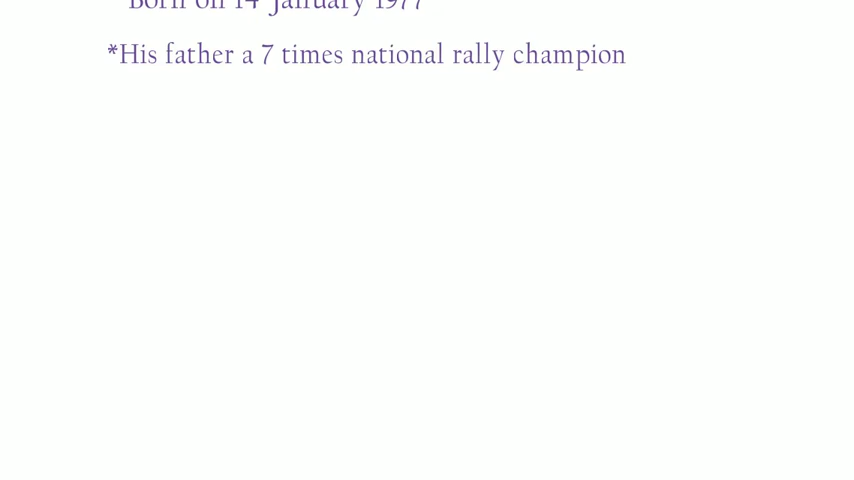 Born on 14 January 1977
*His father a 7 times national rally champion